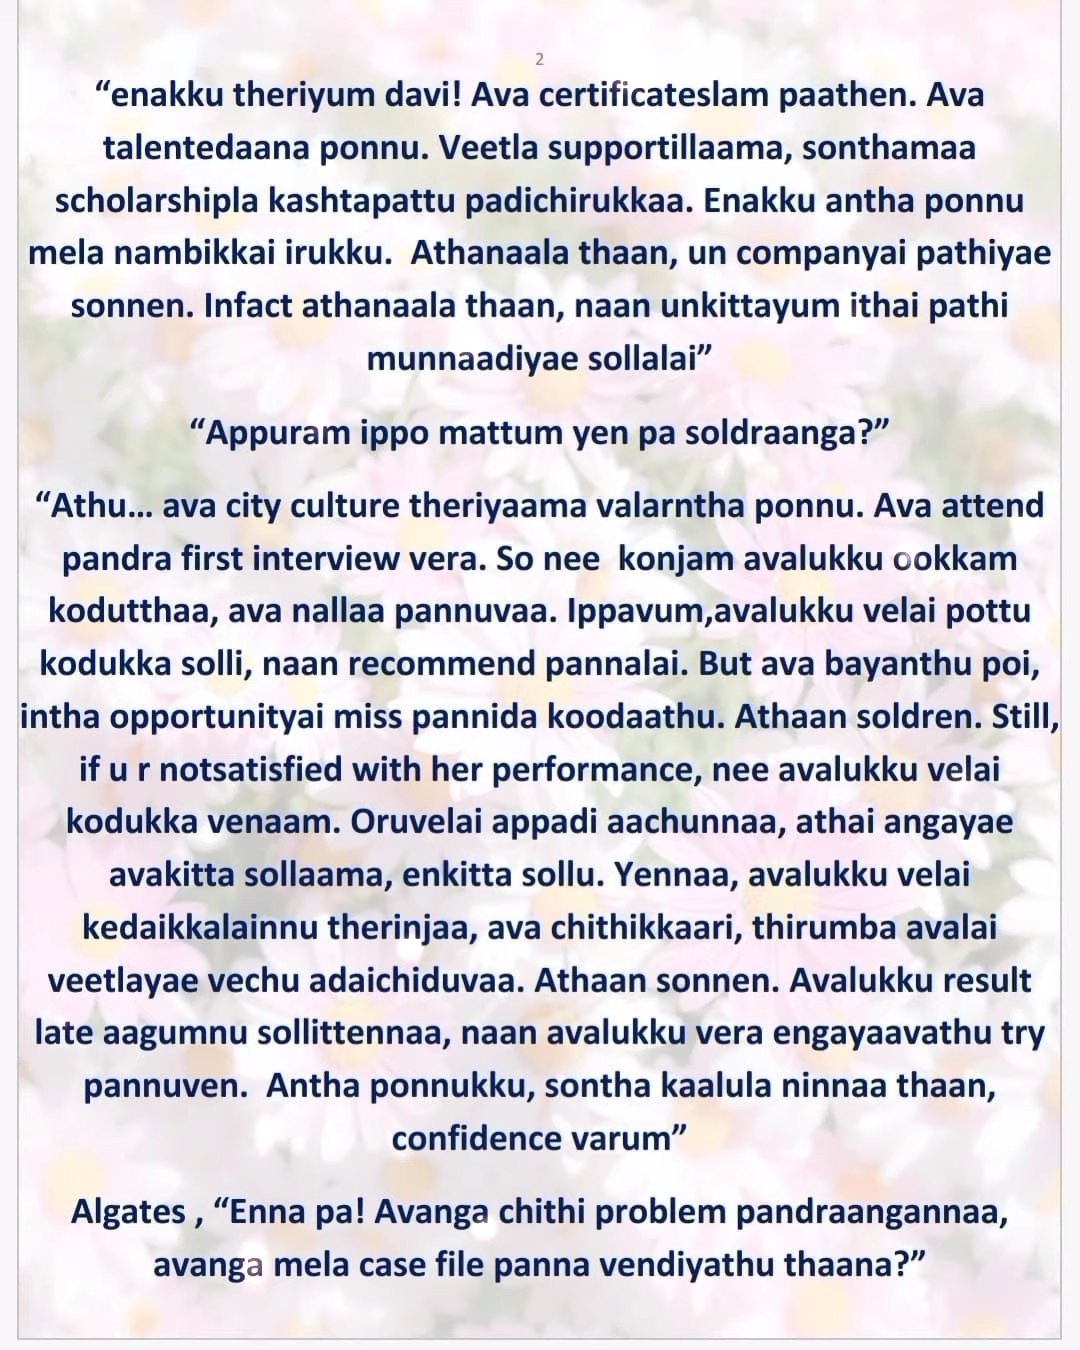 2
“enakku theriyum davi! Ava certificateslam paathen. Ava
talentedaana ponnu. Veetla supportillaama, sonthamaa
scholarshipla kashtapattu padichirukkaa. Enakku antha ponnu
mela nambikkai irukku.  Athanaala thaan, un companyai pathiyae
sonnen. Infact athanaala thaan, naan unkittayum ithai pathi
munnaadiyae sollalai”
“Appuram ippo mattum yen pa soldraanga?”
“Athu... ava city culture theriyaama valarntha ponnu. Ava attend
pandra first interview vera. So nee  konjam avalukku ookkam
kodutthaa, ava nallaa pannuvaa. Ippavum,avalukku velai pottu
kodukka solli, naan recommend pannalai. But ava bayanthu poi,
intha opportunityai miss pannida koodaathu. Athaan soldren. Still,
if u r notsatisfied with her performance, nee avalukku velai
kodukka venaam. Oruvelai appadi aachunnaa, athai angayae
avakitta sollaama, enkitta sollu. Yennaa, avalukku velai
kedaikkalainnu therinjaa, ava chithikkaari, thirumba avalai
veetlayae vechu adaichiduvaa. Athaan sonnen. Avalukku result
late aagumnu sollittennaa, naan avalukku vera engayaavathu try
pannuven.  Antha ponnukku, sontha kaalula ninnaa thaan,
confidence varum”
Algates , “Enna pa! Avanga chithi problem pandraangannaa,
avanga mela case file panna vendiyathu thaana?”